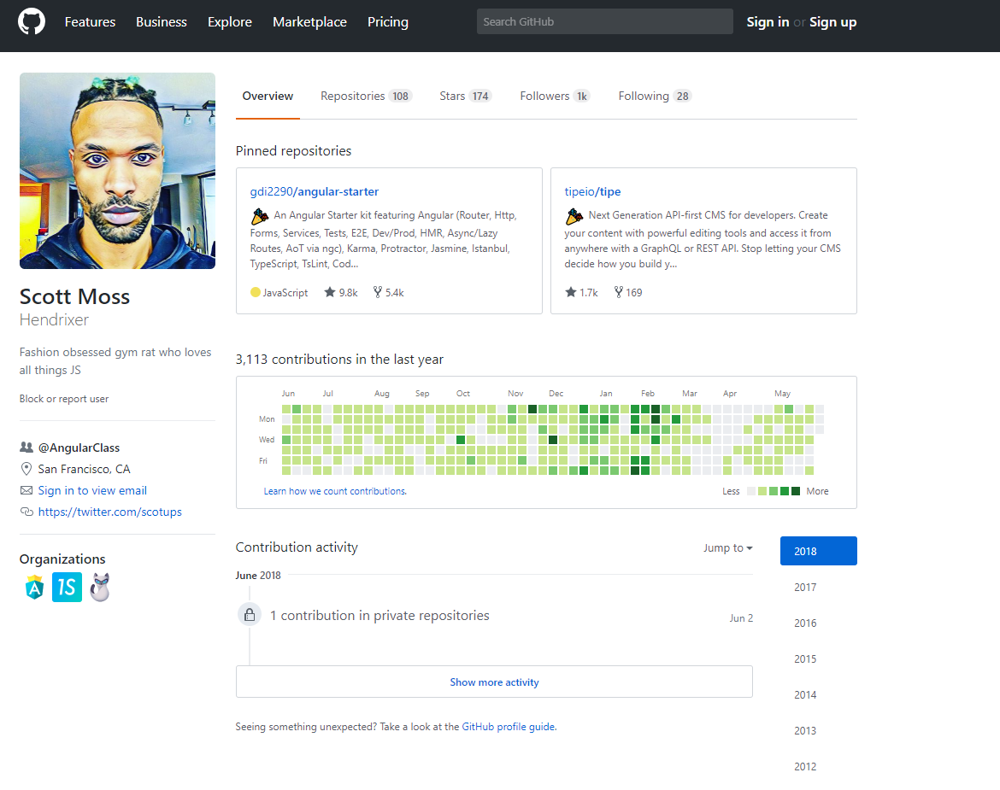 Features Business Explore Marketplace Pricing Search GitHub Sign in or Sign up
Overview Repositories 108 Stars 174 Followers 1k Following 28
Pinned repositories
gdi2290/angular-starter
An Angular Starter kit featuring Angular (Router, Http,
Forms, Services, Tests, E2E, Dev/Prod, HMR, Async/Lazy
Routes, AoT via ngc), Karma, Protractor, Jasmine, Istanbul,
TypeScript, TsLint, Cod...
JavaScript 9.8k 5.4k
tipeio/tipe
Next Generation API-first CMS for developers. Create
your content with powerful editing tools and access it from
anywhere with a GraphQL or REST API. Stop letting your CMS
decide how you build y...
1.7k 169
Scott Moss
Hendrixer
Fashion obsessed gym rat who loves
all things JS
Block or report user
@AngularClass
San Francisco, CA
Sign in to view email
https://twitter.com/scotups
Organizations
A 1S
3,113 contributions in the last year
Jun Jul Aug Sep Oct Nov Dec Jan Feb Mar Apr May
Mon
Wed
Fri
Learn how we count contributions. Less More
Contribution activity Jump to
June 2018
1 contribution in private repositories Jun 2
Show more activity
Seeing something unexpected? Take a look at the GitHub profile guide.
2018
2017
2016
2015
2014
2013
2012